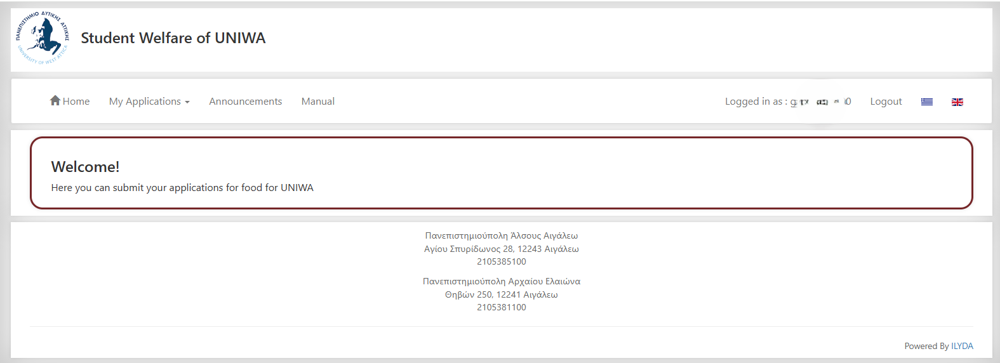 ΠΑΝΕΠΙΣΤΗΜΙΟ ΔΥΤΙΚΗΣ ΑΤΤΙΚΗΣ
UNIVERSITY OF WEST ATTICA
Student Welfare of UNIWA
Home My Applications Announcements Manual Logged in as : Logout
Welcome!
Here you can submit your applications for food for UNIWA
Πανεπιστημιούπολη Άλσους Αιγάλεω
Αγίου Σπυρίδωνος 28, 12243 Αιγάλεω
2105385100
Πανεπιστημιούπολη Αρχαίου Ελαιώνα
Θηβών 250, 12241 Αιγάλεω
2105381100
Powered By ILYDA